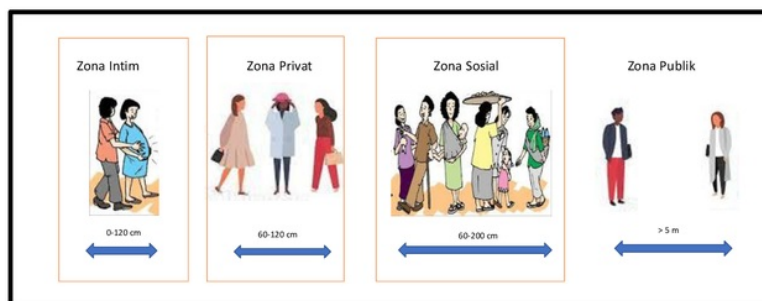 Zona Intim
Zona Privat
Zona Sosial
Zona Publik
0-120 cm
60-120 cm
60-200 cm
> 5 m